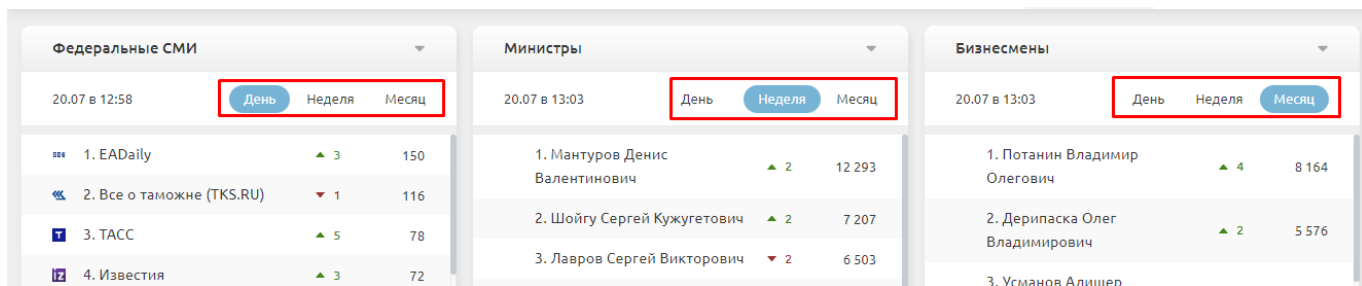 Федеральные СМИ
20.07 в 12:58 День Неделя Месяц
1. EADaily 3 150
2. Все о таможне (TKS.RU) 1 116
3. ТАСС 5 78
4. Известия 3 72
Министры
20.07 в 13:03 День Неделя Месяц
1. Мантуров Денис
Валентинович 2 12 293
2. Шойгу Сергей Кужугетович 2 7 207
3. Лавров Сергей Викторович 2 6 503
Бизнесмены
20.07 в 13:03 День Неделя Месяц
1. Потанин Владимир
Олегович 4 8 164
2. Дерипаска Олег
Владимирович 2 5 576
3. Усманов Алишер